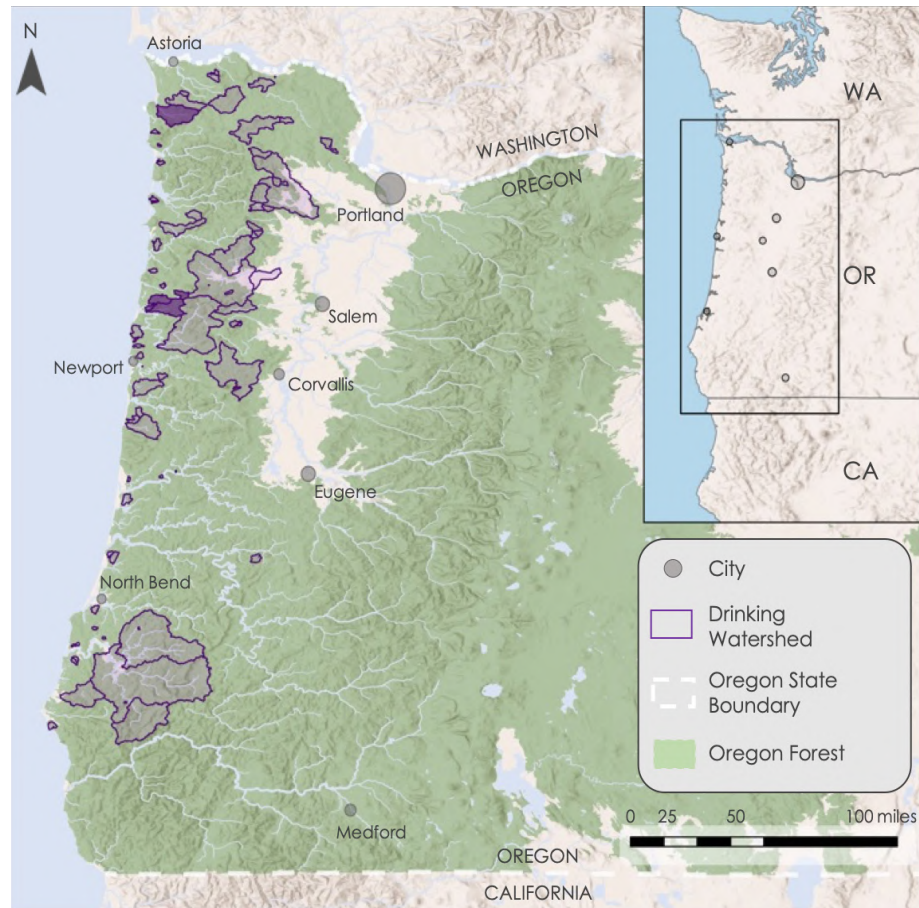 N
Astoria
WA
WASHINGTON
OREGON
Portland
OR
Salem
Newport
Corvallis
CA
Eugene
City
North Bend
Drinking
Watershed
Oregon State
Boundary
Oregon Forest
Medford
0 25 50 100 miles
OREGON
CALIFORNIA